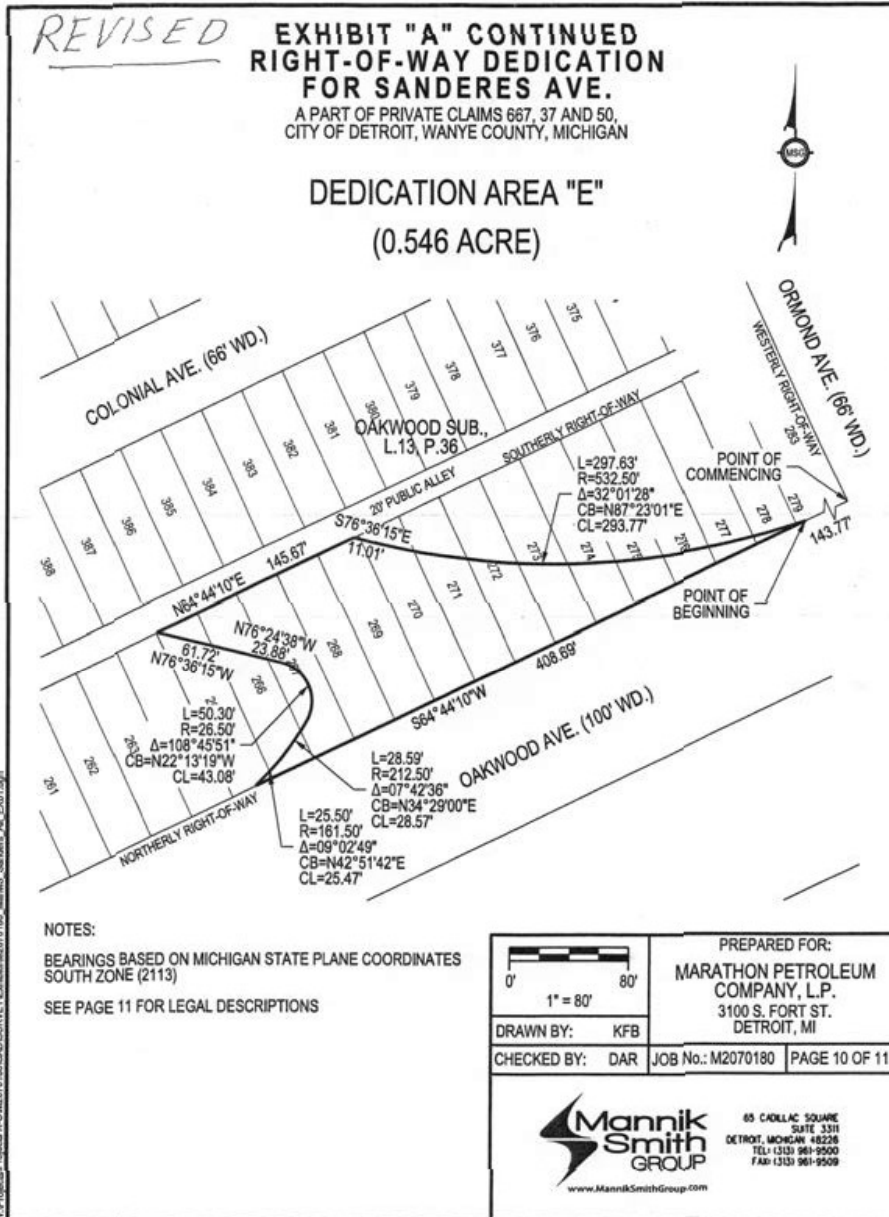 REVISED
EXHIBIT "A" CONTINUED
RIGHT-OF-WAY DEDICATION
FOR SANDERES AVE.
A PART OF PRIVATE CLAIMS 667, 37 AND 50,
CITY OF DETROIT, WANYE COUNTY, MICHIGAN
MSG
DEDICATION AREA "E"
(0.546 ACRE)
COLONIAL AVE. (66' WD.)
ORMOND AVE. (66' WD.)
WESTERLY RIGHT-OF-WAY
283
375
376
377
378
379
380
381
382
383
384
385
386
387
388
OAKWOOD SUB.,
L.13, P.36
20' PUBLIC ALLEY
SOUTHERLY RIGHT-OF-WAY
L=297.63'
R=532.50'
Δ=32°01'28"
CB=N87°23'01"E
CL=293.77'
POINT OF
COMMENCING
143.77'
POINT OF
BEGINNING
S76°36'15"E
11.01'
N64°44'10"E 145.67'
N76°24'38"W
23.88'
61.72'
N76°36'15"W
261
262
263
266
268
269
270
271
272
273
274
275
276
277
278
279
S64°44'10"W 408.69'
OAKWOOD AVE. (100' WD.)
L=50.30'
R=26.50'
Δ=108°45'51"
CB=N22°13'19"W
CL=43.08'
L=28.59'
R=212.50'
Δ=07°42'36"
CB=N34°29'00"E
CL=28.57'
NORTHERLY RIGHT-OF-WAY
L=25.50'
R=161.50'
Δ=09°02'49"
CB=N42°51'42"E
CL=25.47'
NOTES:
BEARINGS BASED ON MICHIGAN STATE PLANE COORDINATES
SOUTH ZONE (2113)
SEE PAGE 11 FOR LEGAL DESCRIPTIONS
0' 80'
1" = 80'
DRAWN BY: KFB
CHECKED BY: DAR
PREPARED FOR:
MARATHON PETROLEUM
COMPANY, L.P.
3100 S. FORT ST.
DETROIT, MI
JOB No.: M2070180
PAGE 10 OF 11
Mannik
Smith
GROUP
www.MannikSmithGroup.com
65 CADILLAC SQUARE
SUITE 3311
DETROIT, MICHIGAN 48226
TEL: (313) 961-9500
FAX: (313) 961-9509